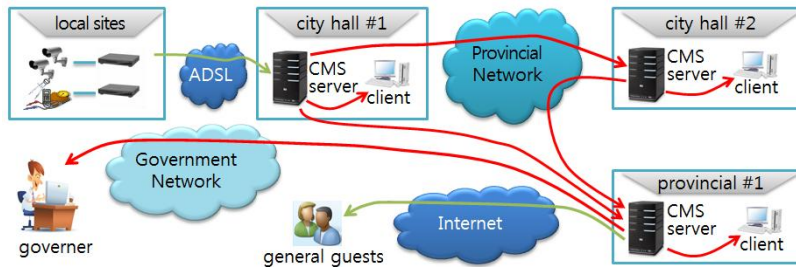 local sites
city hall #1
city hall #2
ADSL
CMS
server
client
Provincial
Network
CMS
server
client
Government
Network
governer
general guests
Internet
provincial #1
CMS
server
client